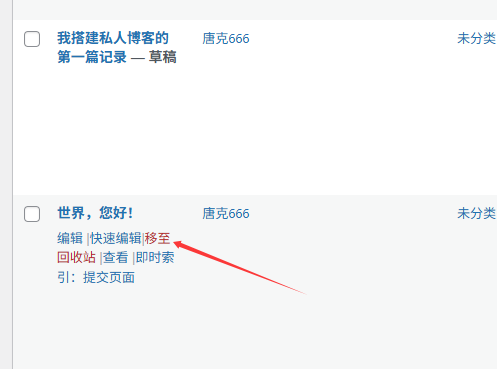 我搭建私人博客的 唐克666 未分类
第一篇记录 — 草稿
世界，您好！ 唐克666 未分类
编辑 |快速编辑|移至
回收站 |查看 |即时索
引：提交页面